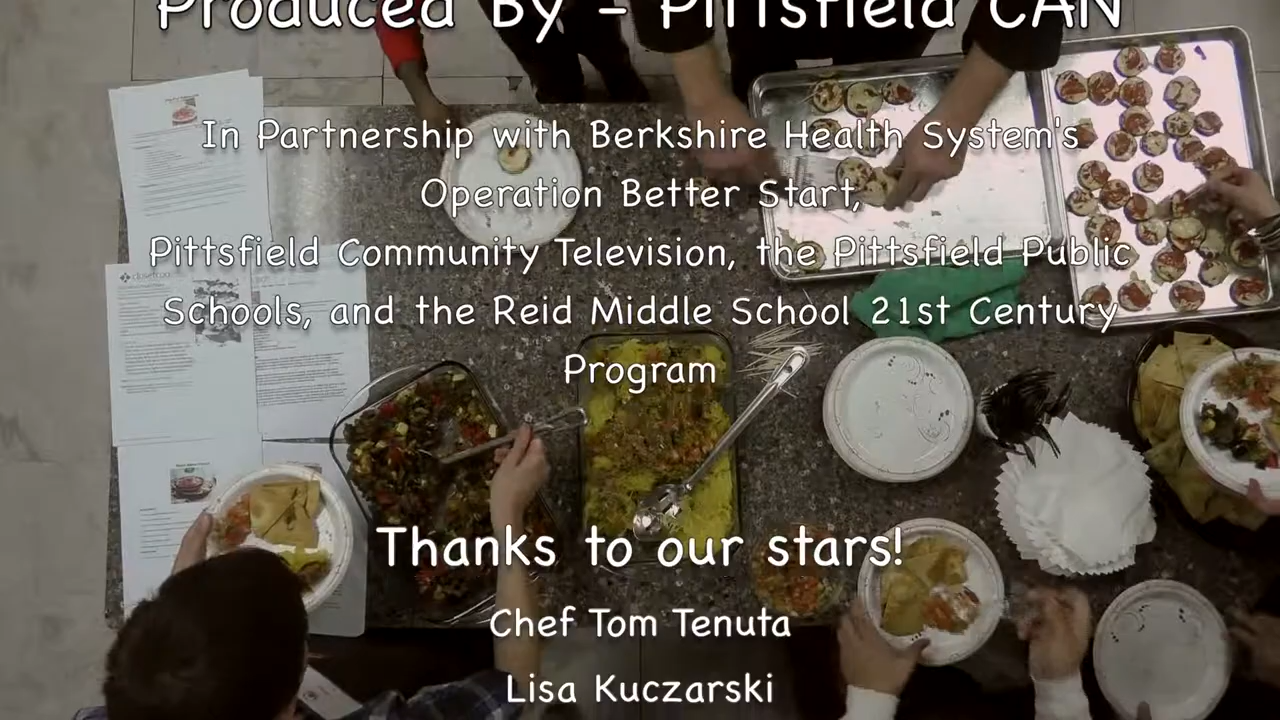 Produced By - Pittsfield CAN
In Partnership with Berkshire Health System's
Operation Better Start,
Pittsfield Community Television, the Pittsfield Public
Schools, and the Reid Middle School 21st Century
Program
Thanks to our stars!
Chef Tom Tenuta
Lisa Kuczarski